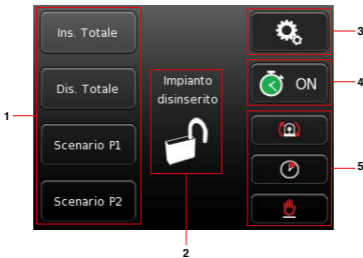 Ins. Totale
Dis. Totale
Scenario P1
Scenario P2
Impianto
disinserito
ON
1
2
3
4
5